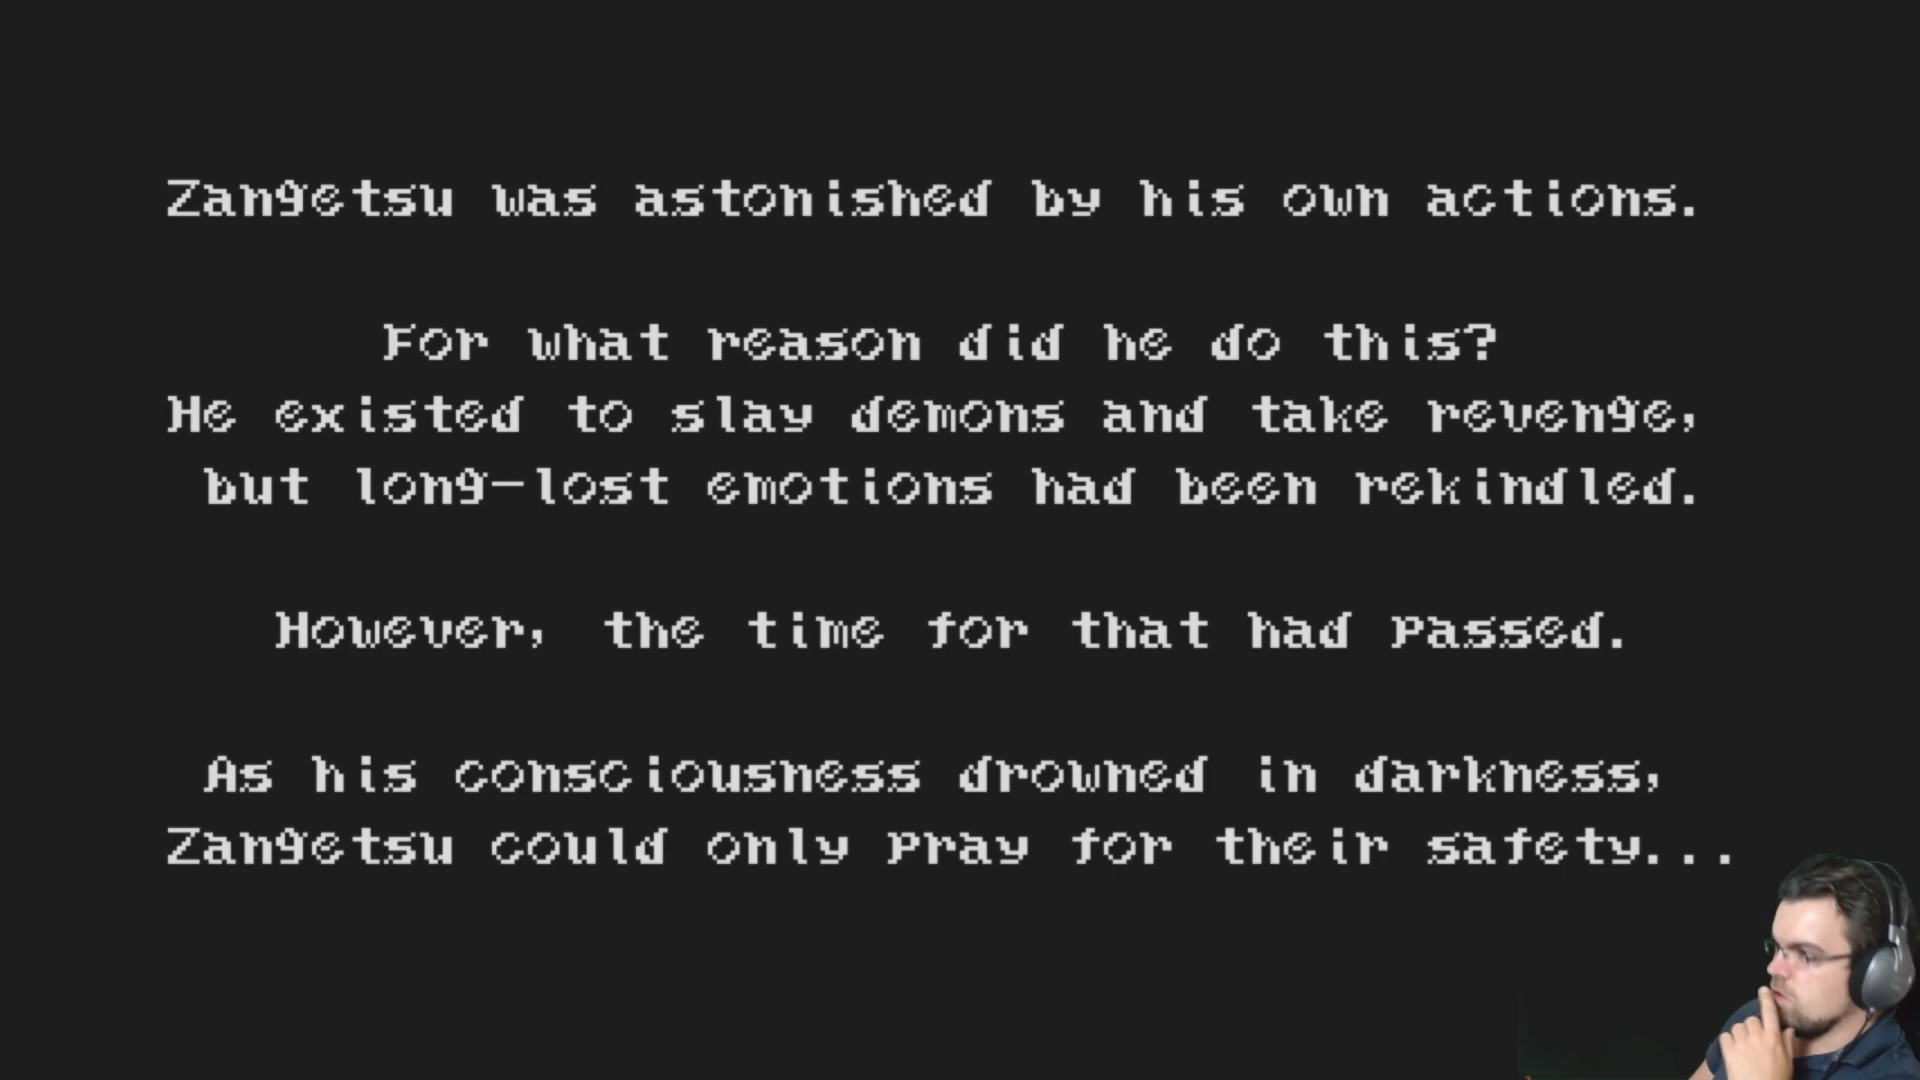 Zangetsu was astonished by his own actions.
For what reason did he do this?
He existed to slay demons and take revenge,
but long-lost emotions had been rekindled.
However, the time for that had passed.
As his consciousness drowned in darkness,
Zangetsu could only pray for their safety...